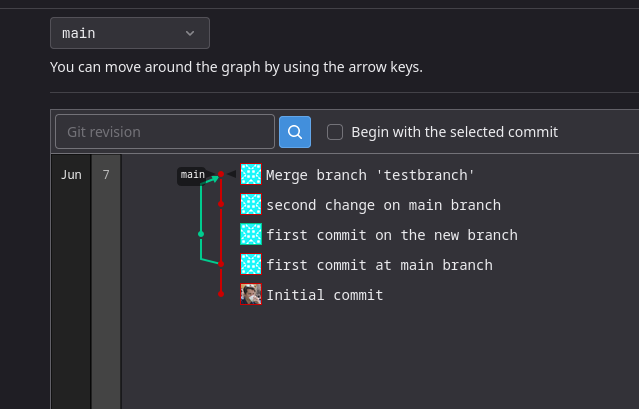 main
You can move around the graph by using the arrow keys.
Git revision
Begin with the selected commit
Jun 7 main Merge branch 'testbranch'
second change on main branch
first commit on the new branch
first commit at main branch
Initial commit